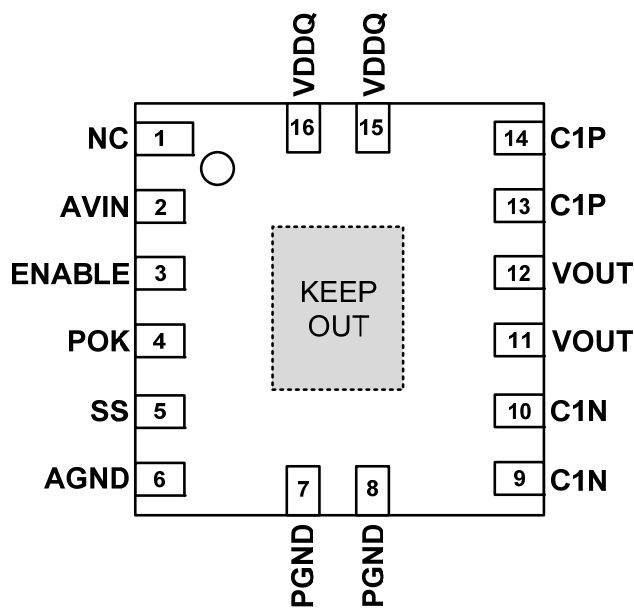 VDDQ VDDQ
16 15
NC 1
14 C1P
AVIN 2
13 C1P
ENABLE 3
12 VOUT
KEEP
OUT
POK 4
11 VOUT
SS 5
10 C1N
AGND 6
9 C1N
7 8
PGND PGND